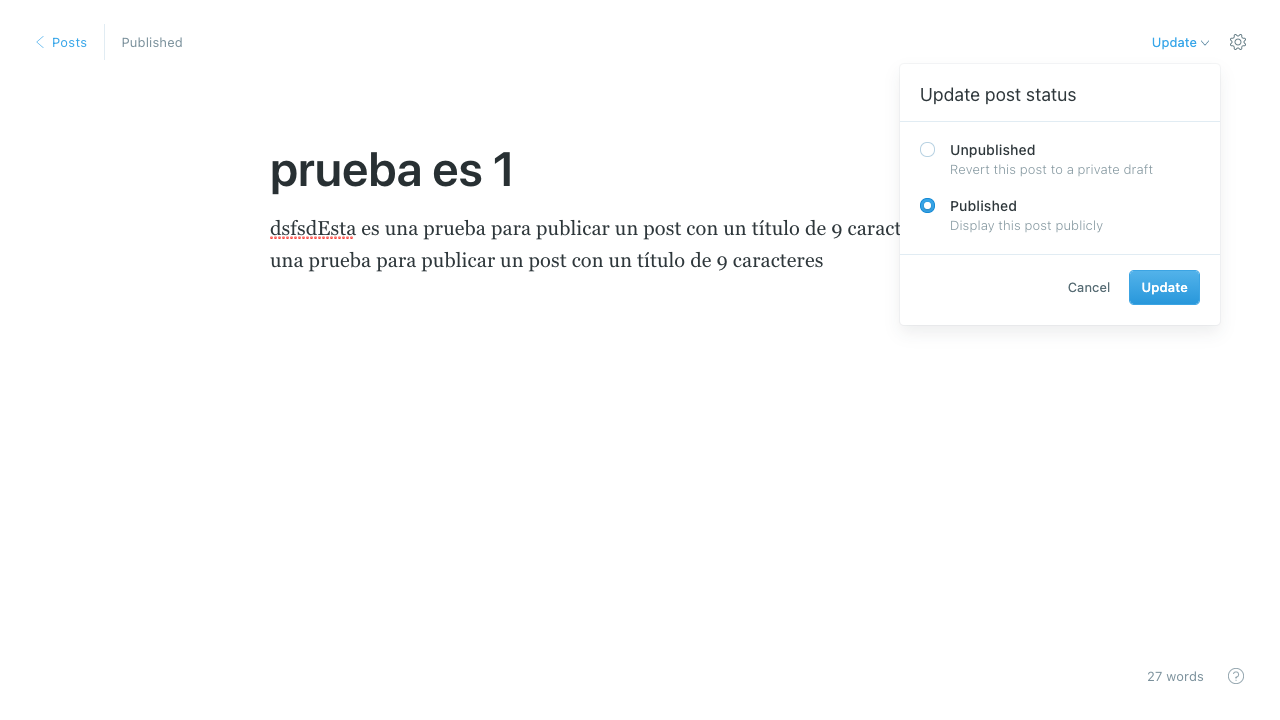 Posts
Published
Update
Update post status
Unpublished
Revert this post to a private draft
Published
Display this post publicly
Cancel
Update
prueba es 1
dsfsdEsta es una prueba para publicar un post con un título de 9
una prueba para publicar un post con un título de 9 caracteres
27 words